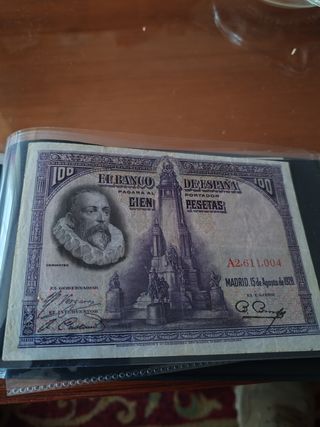 100 EL BANCO DE ESPAÑA 100
PAGARÁ AL PORTADOR
CIEN PESETAS
A2,611,004
CERVANTES
MADRID, 15 de Agosto de 1928
EL GOBERNADOR
EL CAJERO
EL INTERVENTOR